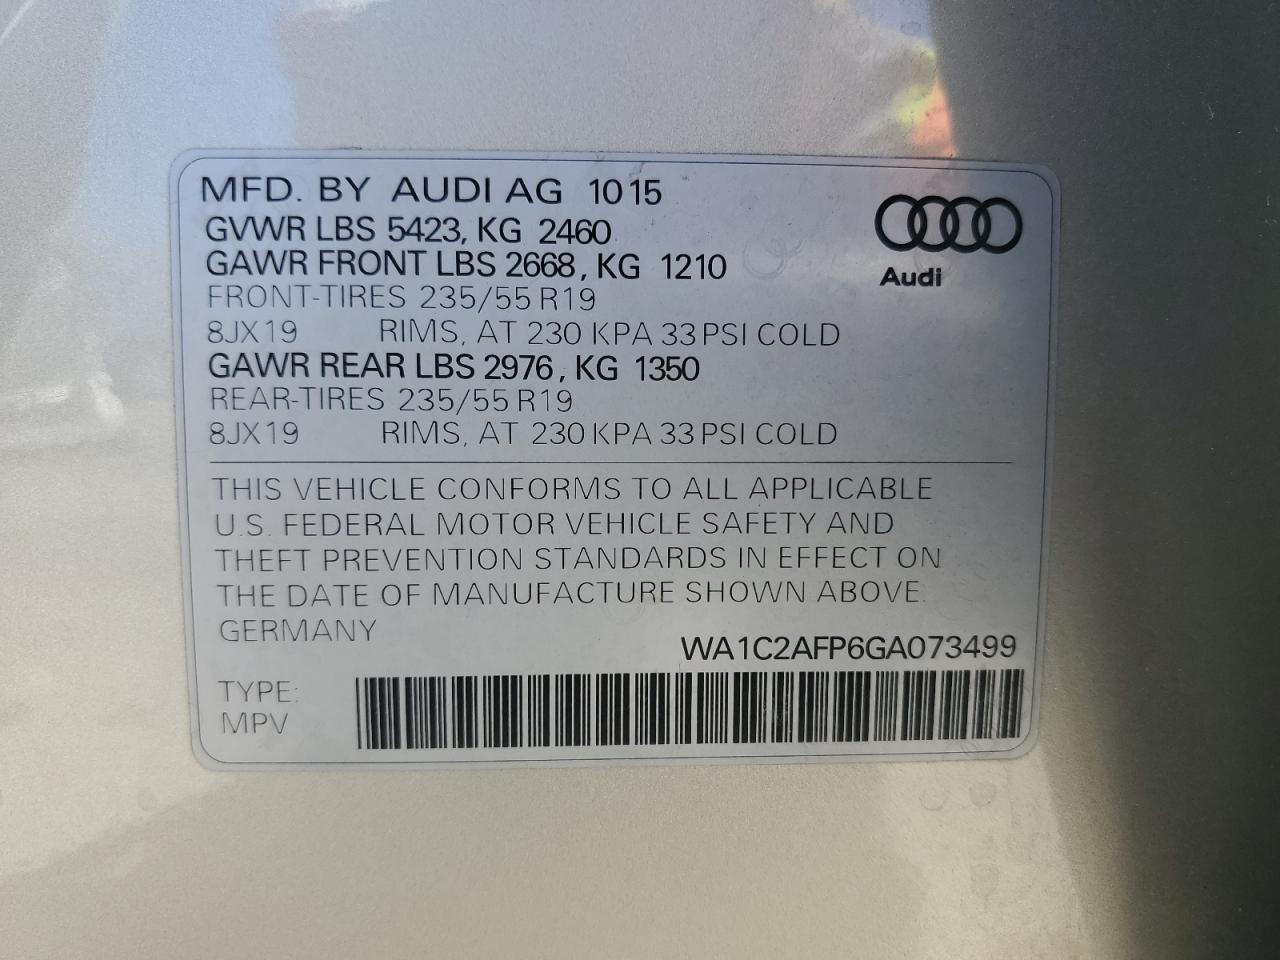 MFD. BY AUDI AG 10 15
GVWR LBS 5423, KG 2460
GAWR FRONT LBS 2668, KG 1210
Audi
FRONT-TIRES 235/55 R19
8JX19 RIMS, AT 230 KPA 33 PSI COLD
GAWR REAR LBS 2976, KG 1350
REAR-TIRES 235/55 R19
8JX19 RIMS, AT 230 KPA 33 PSI COLD
THIS VEHICLE CONFORMS TO ALL APPLICABLE
U.S. FEDERAL MOTOR VEHICLE SAFETY AND
THEFT PREVENTION STANDARDS IN EFFECT ON
THE DATE OF MANUFACTURE SHOWN ABOVE.
GERMANY
WA1C2AFP6GA073499
TYPE:
MPV